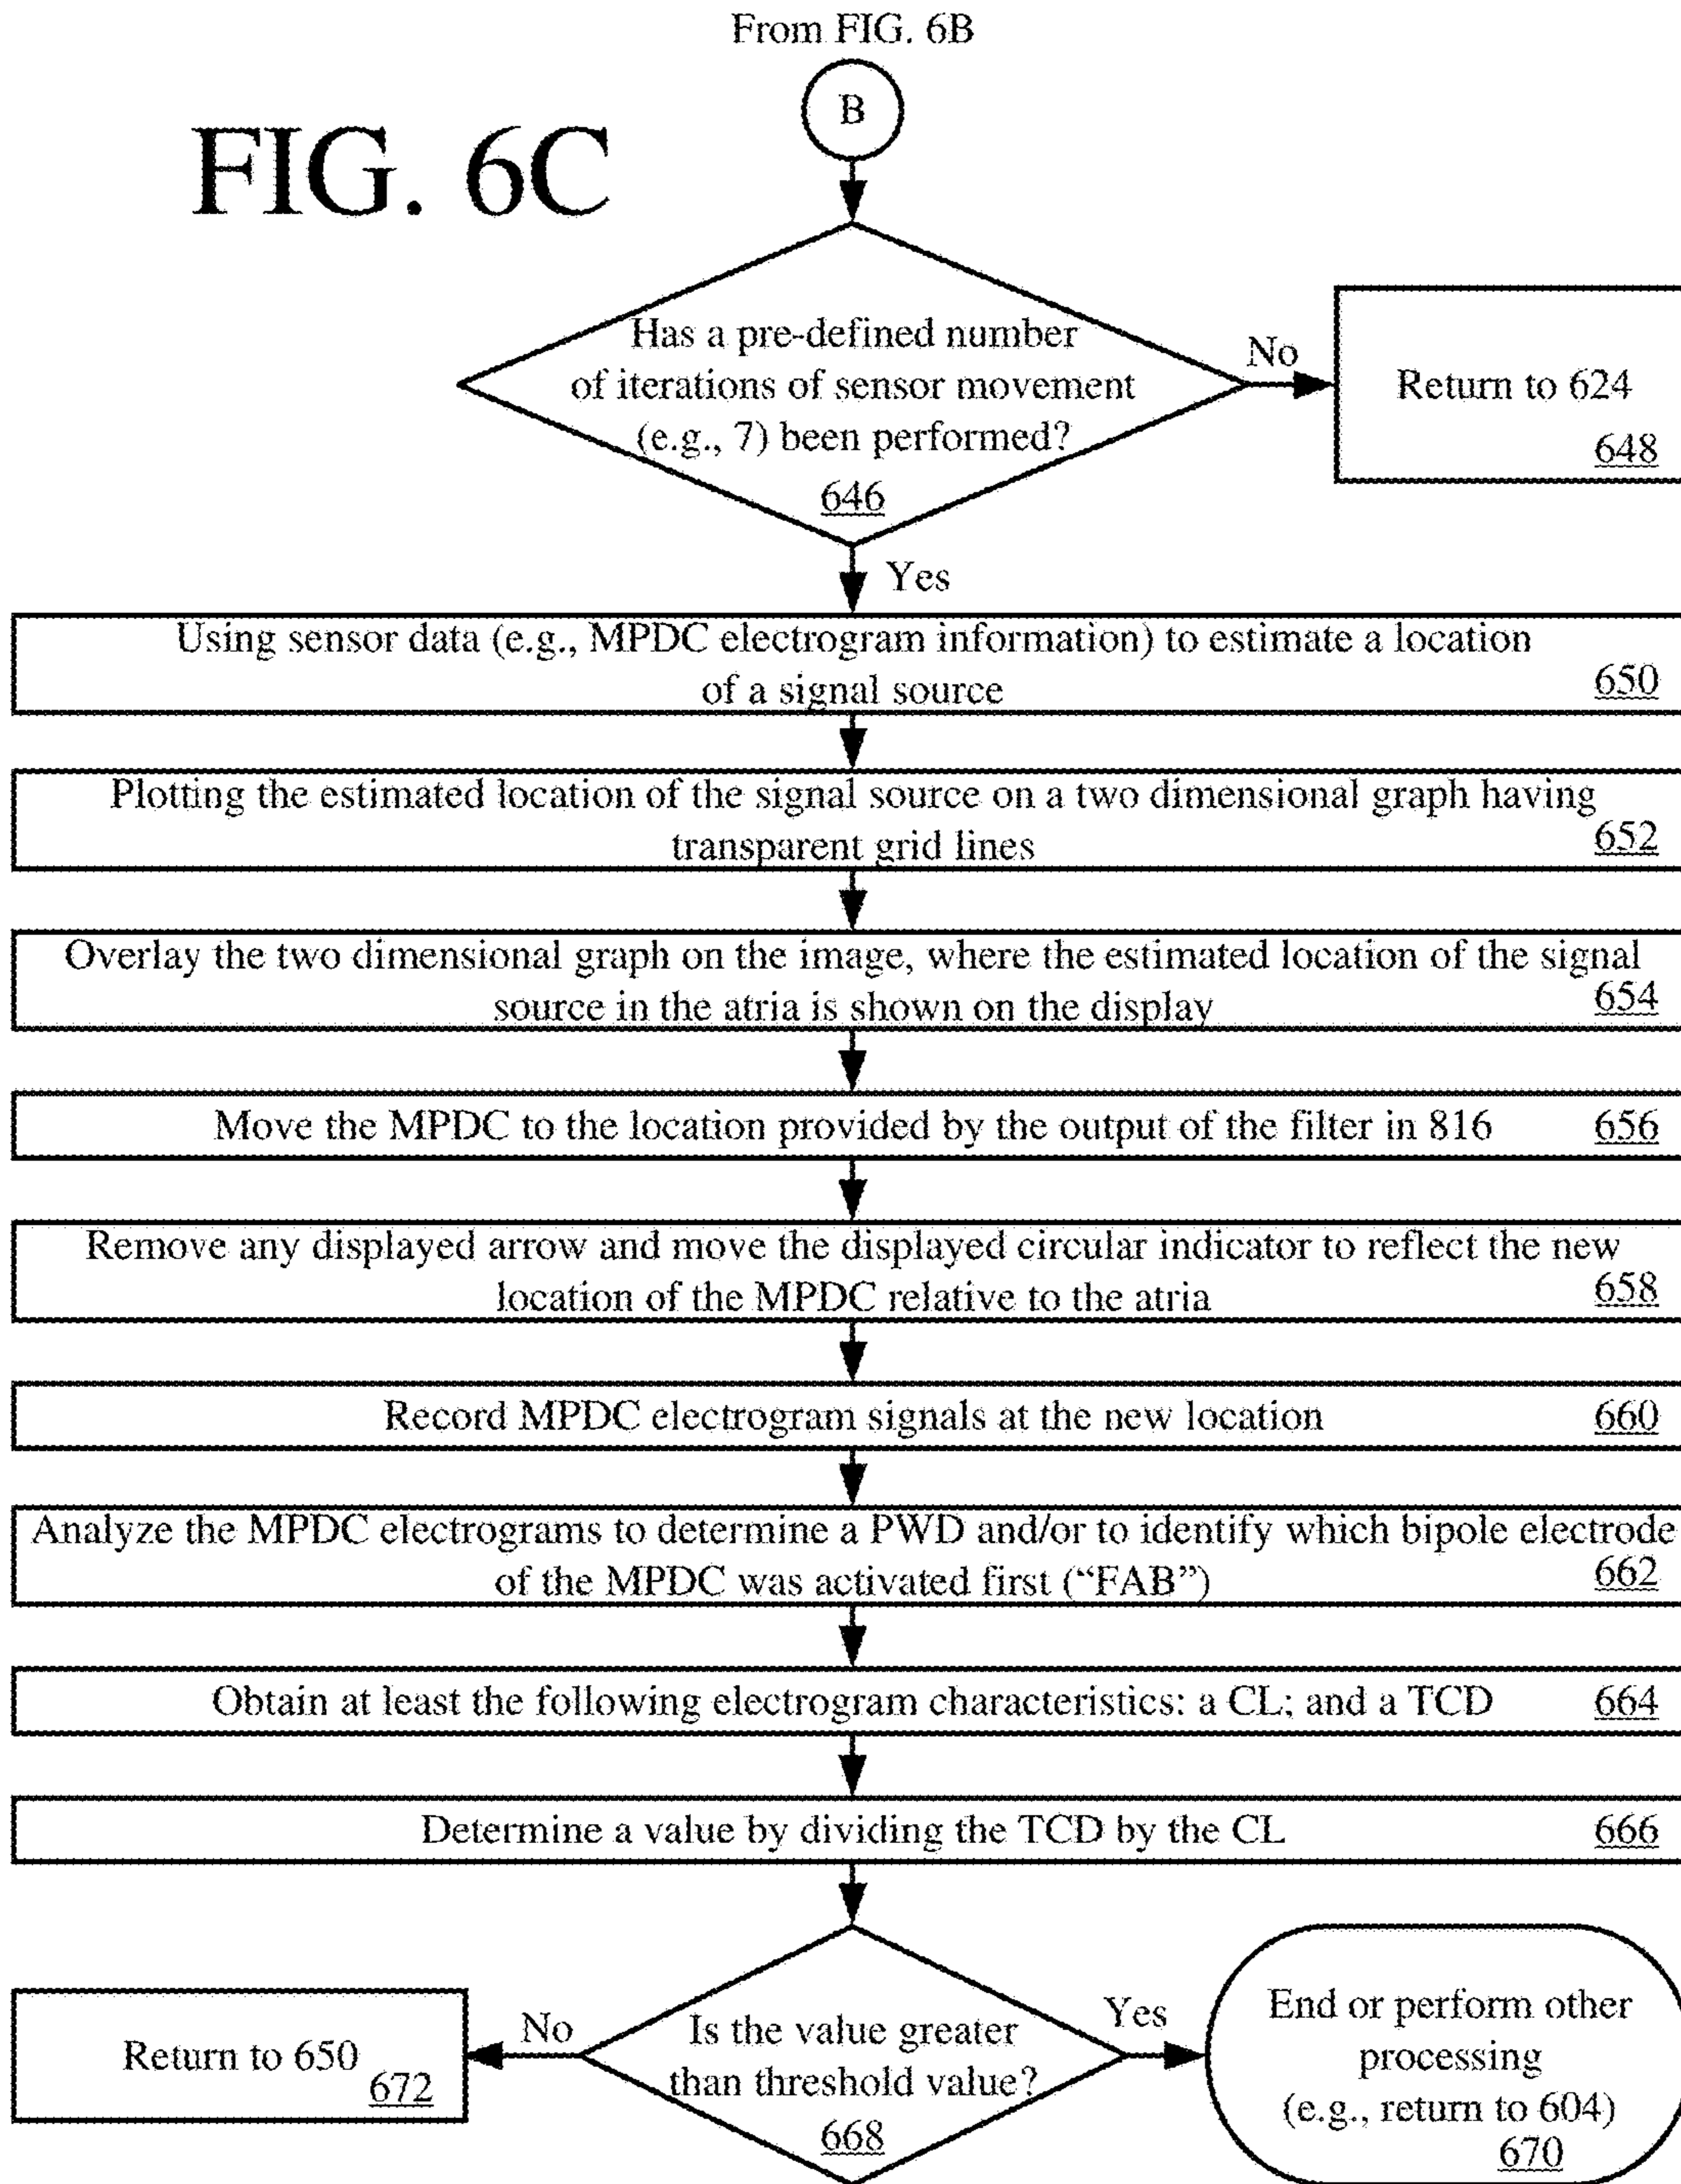 From FIG. 6B
B
FIG. 6C
Has a pre-defined number
of iterations of sensor movement
(e.g., 7) been performed?
646
No
Return to 624
648
Yes
Using sensor data (e.g., MPDC electrogram information) to estimate a location
of a signal source
650
Plotting the estimated location of the signal source on a two dimensional graph having
transparent grid lines
652
Overlay the two dimensional graph on the image, where the estimated location of the signal
source in the atria is shown on the display
654
Move the MPDC to the location provided by the output of the filter in 816
656
Remove any displayed arrow and move the displayed circular indicator to reflect the new
location of the MPDC relative to the atria
658
Record MPDC electrogram signals at the new location
660
Analyze the MPDC electrograms to determine a PWD and/or to identify which bipole electrode
of the MPDC was activated first (“FAB”)
662
Obtain at least the following electrogram characteristics: a CL; and a TCD
664
Determine a value by dividing the TCD by the CL
666
Is the value greater
than threshold value?
668
No
Return to 650
672
Yes
End or perform other
processing
(e.g., return to 604)
670